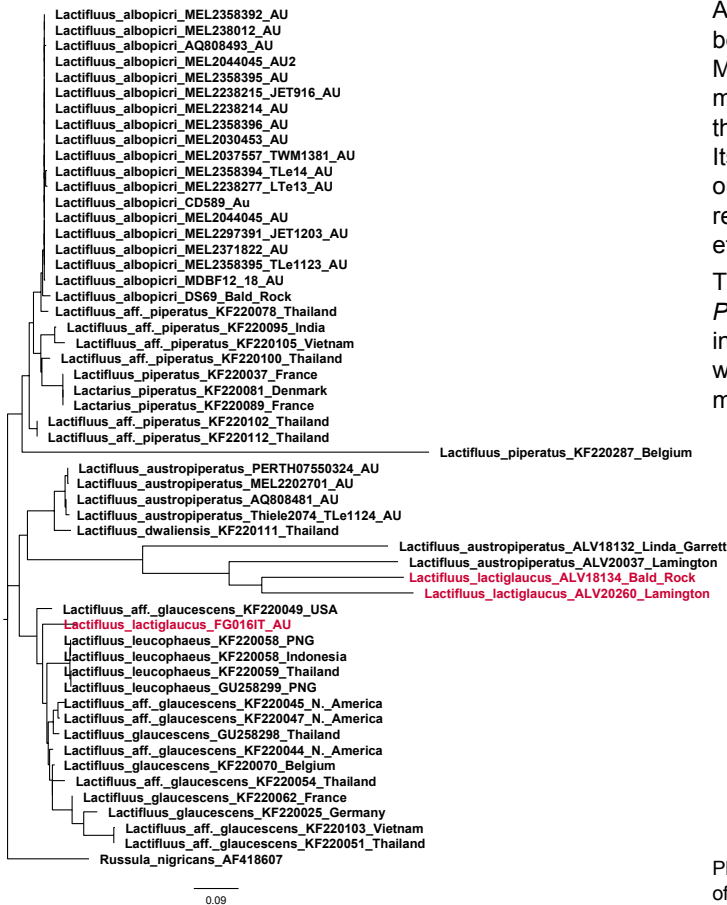 Lactifluus_albopicri_MEL2358392_AU
Lactifluus_albopicri_MEL238012_AU
Lactifluus_albopicri_AQ808493_AU
Lactifluus_albopicri_MEL2044045_AU2
Lactifluus_albopicri_MEL2358395_AU
Lactifluus_albopicri_MEL2238215_JET916_AU
Lactifluus_albopicri_MEL2238214_AU
Lactifluus_albopicri_MEL2358396_AU
Lactifluus_albopicri_MEL2030453_AU
Lactifluus_albopicri_MEL2037557_TWM1381_AU
Lactifluus_albopicri_MEL2358394_TLe14_AU
Lactifluus_albopicri_MEL2238277_LTe13_AU
Lactifluus_albopicri_CD589_Au
Lactifluus_albopicri_MEL2044045_AU
Lactifluus_albopicri_MEL2297391_JET1203_AU
Lactifluus_albopicri_MEL2371822_AU
Lactifluus_albopicri_MEL2358395_TLe1123_AU
Lactifluus_albopicri_MDBF12_18_AU
Lactifluus_albopicri_DS69_Bald_Rock
Lactifluus_aff._piperatus_KF220078_Thailand
Lactifluus_aff._piperatus_KF220095_India
Lactifluus_aff._piperatus_KF220105_Vietnam
Lactifluus_aff._piperatus_KF220100_Thailand
Lactifluus_piperatus_KF220037_France
Lactarius_piperatus_KF220081_Denmark
Lactarius_piperatus_KF220089_France
Lactifluus_aff._piperatus_KF220102_Thailand
Lactifluus_aff._piperatus_KF220112_Thailand
Lactifluus_piperatus_KF220287_Belgium
Lactifluus_austropiperatus_PERTH07550324_AU
Lactifluus_austropiperatus_MEL2202701_AU
Lactifluus_austropiperatus_AQ808481_AU
Lactifluus_austropiperatus_Thiele2074_TLe1124_AU
Lactifluus_dwaliensis_KF220111_Thailand
Lactifluus_austropiperatus_ALV18132_Linda_Garrett
Lactifluus_austropiperatus_ALV20037_Lamington
Lactifluus_lactiglaucus_ALV18134_Bald_Rock
Lactifluus_lactiglaucus_ALV20260_Lamington
Lactifluus_aff._glaucescens_KF220049_USA
Lactifluus_lactiglaucus_FG016IT_AU
Lactifluus_leucophaeus_KF220058_PNG
Lactifluus_leucophaeus_KF220058_Indonesia
Lactifluus_leucophaeus_KF220059_Thailand
Lactifluus_leucophaeus_GU258299_PNG
Lactifluus_aff._glaucescens_KF220045_N._America
Lactifluus_aff._glaucescens_KF220047_N._America
Lactifluus_glaucescens_GU258298_Thailand
Lactifluus_aff._glaucescens_KF220044_N._America
Lactifluus_glaucescens_KF220070_Belgium
Lactifluus_aff._glaucescens_KF220054_Thailand
Lactifluus_glaucescens_KF220062_France
Lactifluus_glaucescens_KF220025_Germany
Lactifluus_aff._glaucescens_KF220103_Vietnam
Lactifluus_aff._glaucescens_KF220051_Thailand
Russula_nigricans_AF418607
0.09